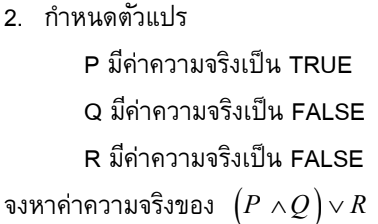 2. กำหนดตัวแปร
P มีค่าความจริงเป็น TRUE
Q มีค่าความจริงเป็น FALSE
R มีค่าความจริงเป็น FALSE
จงหาค่าความจริงของ (P ∧ Q) ∨ R